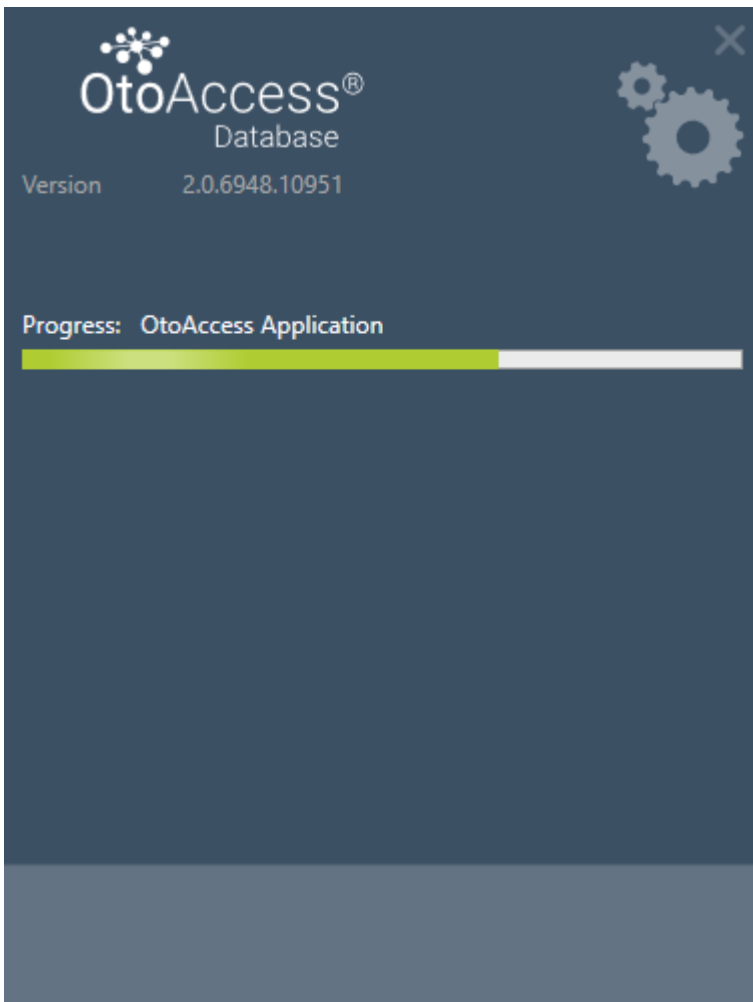 OtoAccess®
Database
Version 2.0.6948.10951
Progress: OtoAccess Application